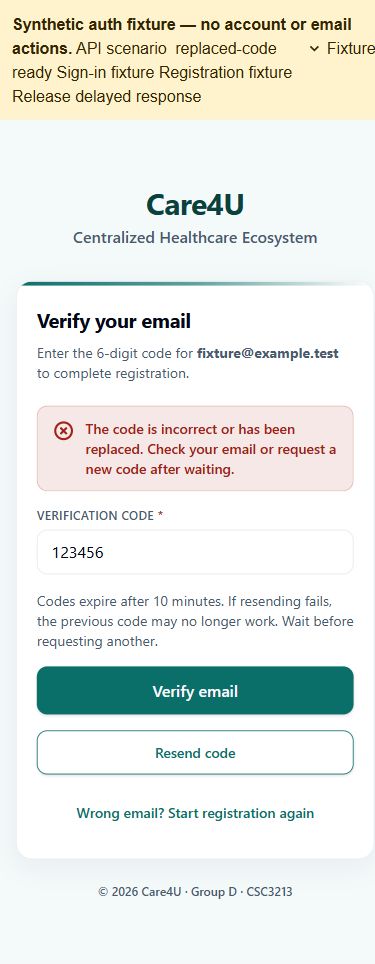 Synthetic auth fixture — no account or email
actions. API scenario replaced-code Fixture
ready Sign-in fixture Registration fixture
Release delayed response
Care4U
Centralized Healthcare Ecosystem
Verify your email
Enter the 6-digit code for fixture@example.test
to complete registration.
The code is incorrect or has been
replaced. Check your email or request a
new code after waiting.
VERIFICATION CODE *
123456
Codes expire after 10 minutes. If resending fails,
the previous code may no longer work. Wait before
requesting another.
Verify email
Resend code
Wrong email? Start registration again
© 2026 Care4U · Group D · CSC3213